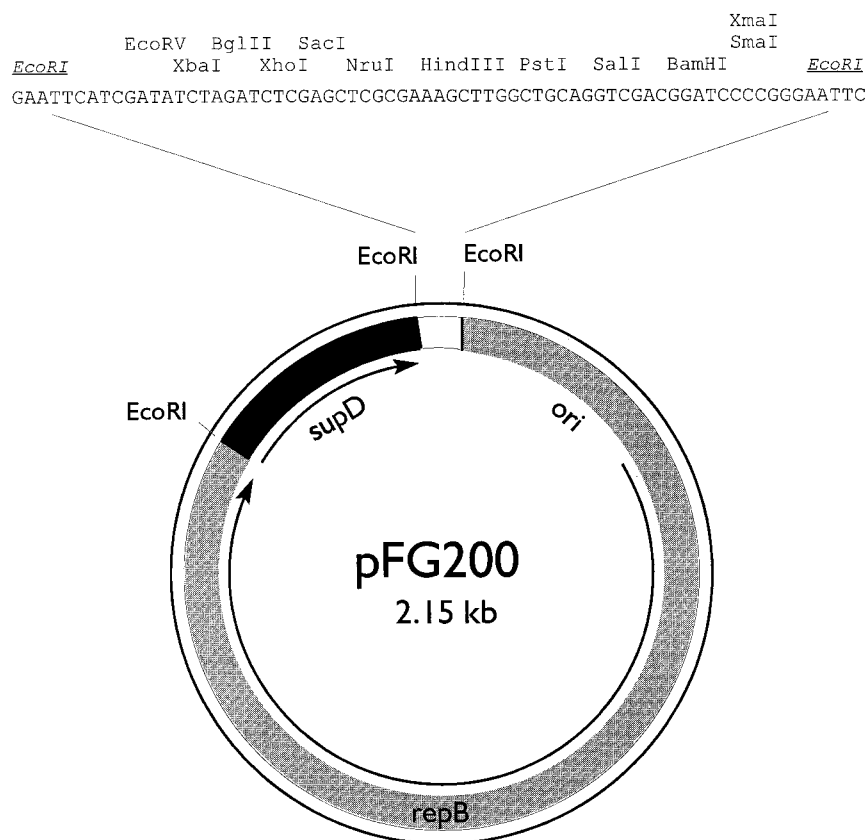 XmaI
EcoRV BglII SacI SmaI
EcoRI XbaI XhoI NruI HindIII PstI SalI BamHI EcoRI
GAATTCATCGATATCTAGATCTCGAGCTCGCGAAAGCTTGGCTGCAGGTCGACGGATCCCCGGGAATTC
EcoRI EcoRI
EcoRI
supD
ori
pFG200
2.15 kb
repB